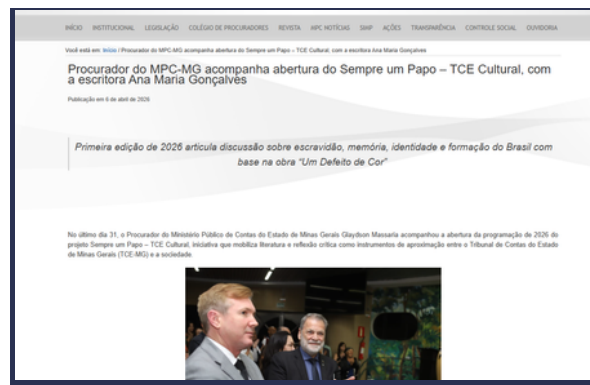 INÍCIO INSTITUCIONAL LEGISLAÇÃO COLÉGIO DE PROCURADORES REVISTA MPC NOTÍCIAS SIMP AÇÕES TRANSPARÊNCIA CONTROLE SOCIAL OUVIDORIA
Você está em: Início / Procurador do MPC-MG acompanha abertura do Sempre um Papo – TCE Cultural, com a escritora Ana Maria Gonçalves
Procurador do MPC-MG acompanha abertura do Sempre um Papo – TCE Cultural, com
a escritora Ana Maria Gonçalves
Publicação em 6 de abril de 2026
Primeira edição de 2026 articula discussão sobre escravidão, memória, identidade e formação do Brasil com
base na obra “Um Defeito de Cor”
No último dia 31, o Procurador do Ministério Público de Contas do Estado de Minas Gerais Glaydson Massaria acompanhou a abertura da programação de 2026 do
projeto Sempre um Papo – TCE Cultural, iniciativa que mobiliza literatura e reflexão crítica como instrumentos de aproximação entre o Tribunal de Contas do Estado
de Minas Gerais (TCE-MG) e a sociedade.